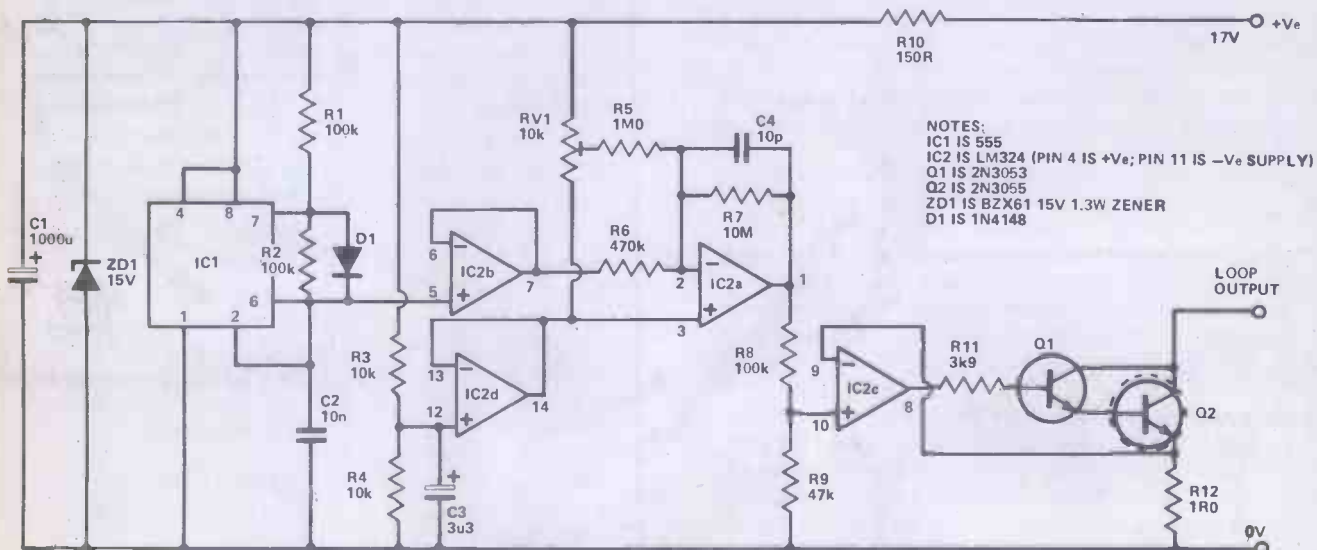 +Ve
17V
R10
150R
R1
100k
RV1
10k
R5
1M0
C4
10p
NOTES:
IC1 IS 555
IC2 IS LM324 (PIN 4 IS +Ve; PIN 11 IS –Ve SUPPLY)
Q1 IS 2N3053
Q2 IS 2N3055
ZD1 IS BZX61 15V 1.3W ZENER
D1 IS 1N4148
4
8
7
R2
100k
D1
R7
10M
C1
1000u
+
ZD1
15V
IC1
6
–
6
IC2b
7
5
+
R6
470k
–
2
IC2a
1
3
+
LOOP
OUTPUT
1
2
R3
10k
–
13
IC2d
14
12
+
R8
100k
–
9
IC2c
8
10
+
R11
3k9
Q1
Q2
C2
10n
R4
10k
+
C3
3u3
R9
47k
R12
1R0
0V